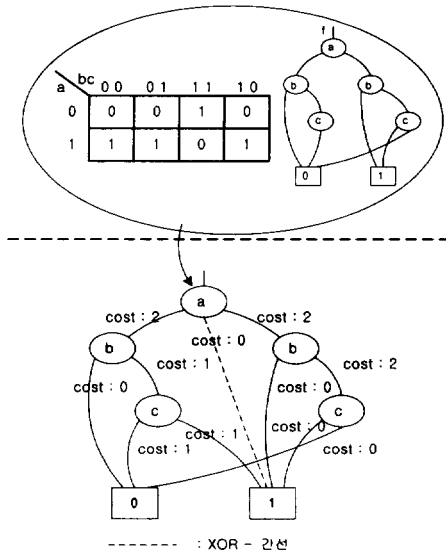 f
a
bc
a
00 01 11 10
b b
0 0 0 1 0
c c
1 1 1 0 1
0 1
a
cost : 2 cost : 2
cost : 0
b b
cost : 1 cost : 2
cost : 0 cost : 0
c c
cost : 1 cost : 0
cost : 1 cost : 0
0 1
: XOR - 간선